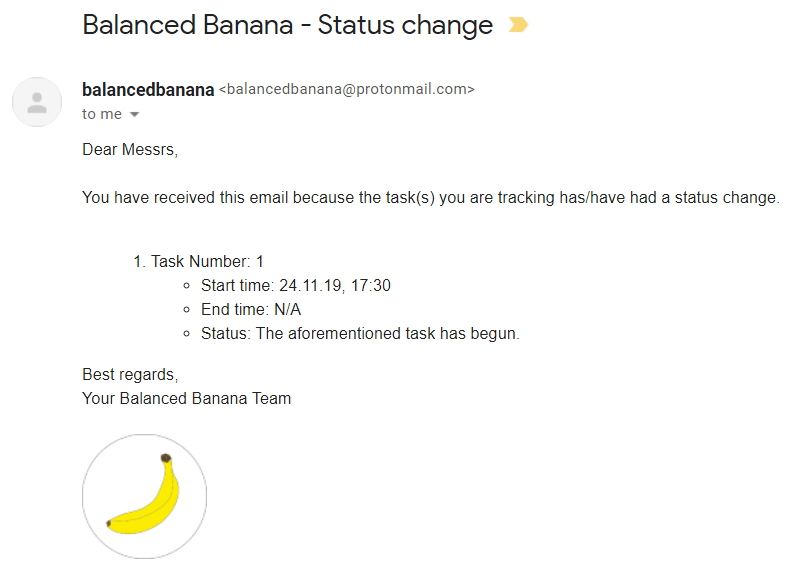 Balanced Banana - Status change
balancedbanana <balancedbanana@protonmail.com>
to me
Dear Messrs,
You have received this email because the task(s) you are tracking has/have had a status change.
1. Task Number: 1
Start time: 24.11.19, 17:30
End time: N/A
Status: The aforementioned task has begun.
Best regards,
Your Balanced Banana Team